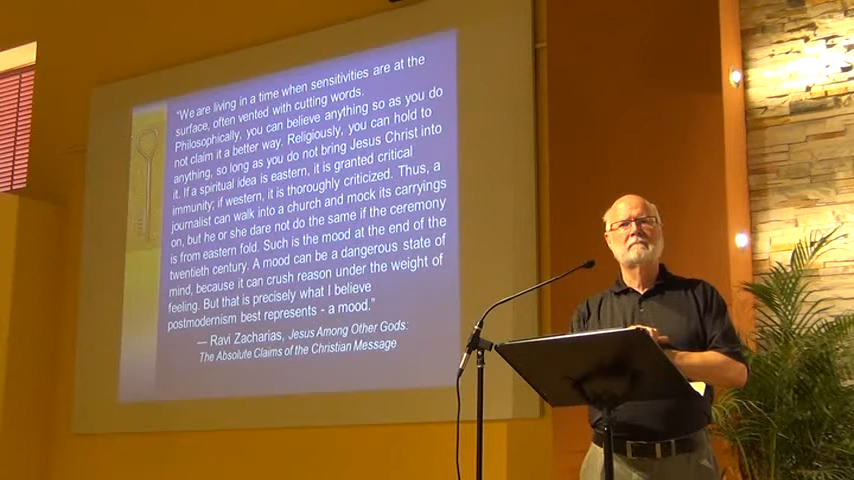 “We are living in a time when sensitivities are at the
surface, often vented with cutting words.
Philosophically, you can believe anything so as you do
not claim it a better way. Religiously, you can hold to
anything, so long as you do not bring Jesus Christ into
it. If a spiritual idea is eastern, it is granted critical
immunity; if western, it is thoroughly criticized. Thus, a
journalist can walk into a church and mock its carryings
on, but he or she dare not do the same if the ceremony
is from eastern fold. Such is the mood at the end of the
twentieth century. A mood can be a dangerous state of
mind, because it can crush reason under the weight of
feeling. But that is precisely what I believe
postmodernism best represents - a mood.”
— Ravi Zacharias, Jesus Among Other Gods:
The Absolute Claims of the Christian Message